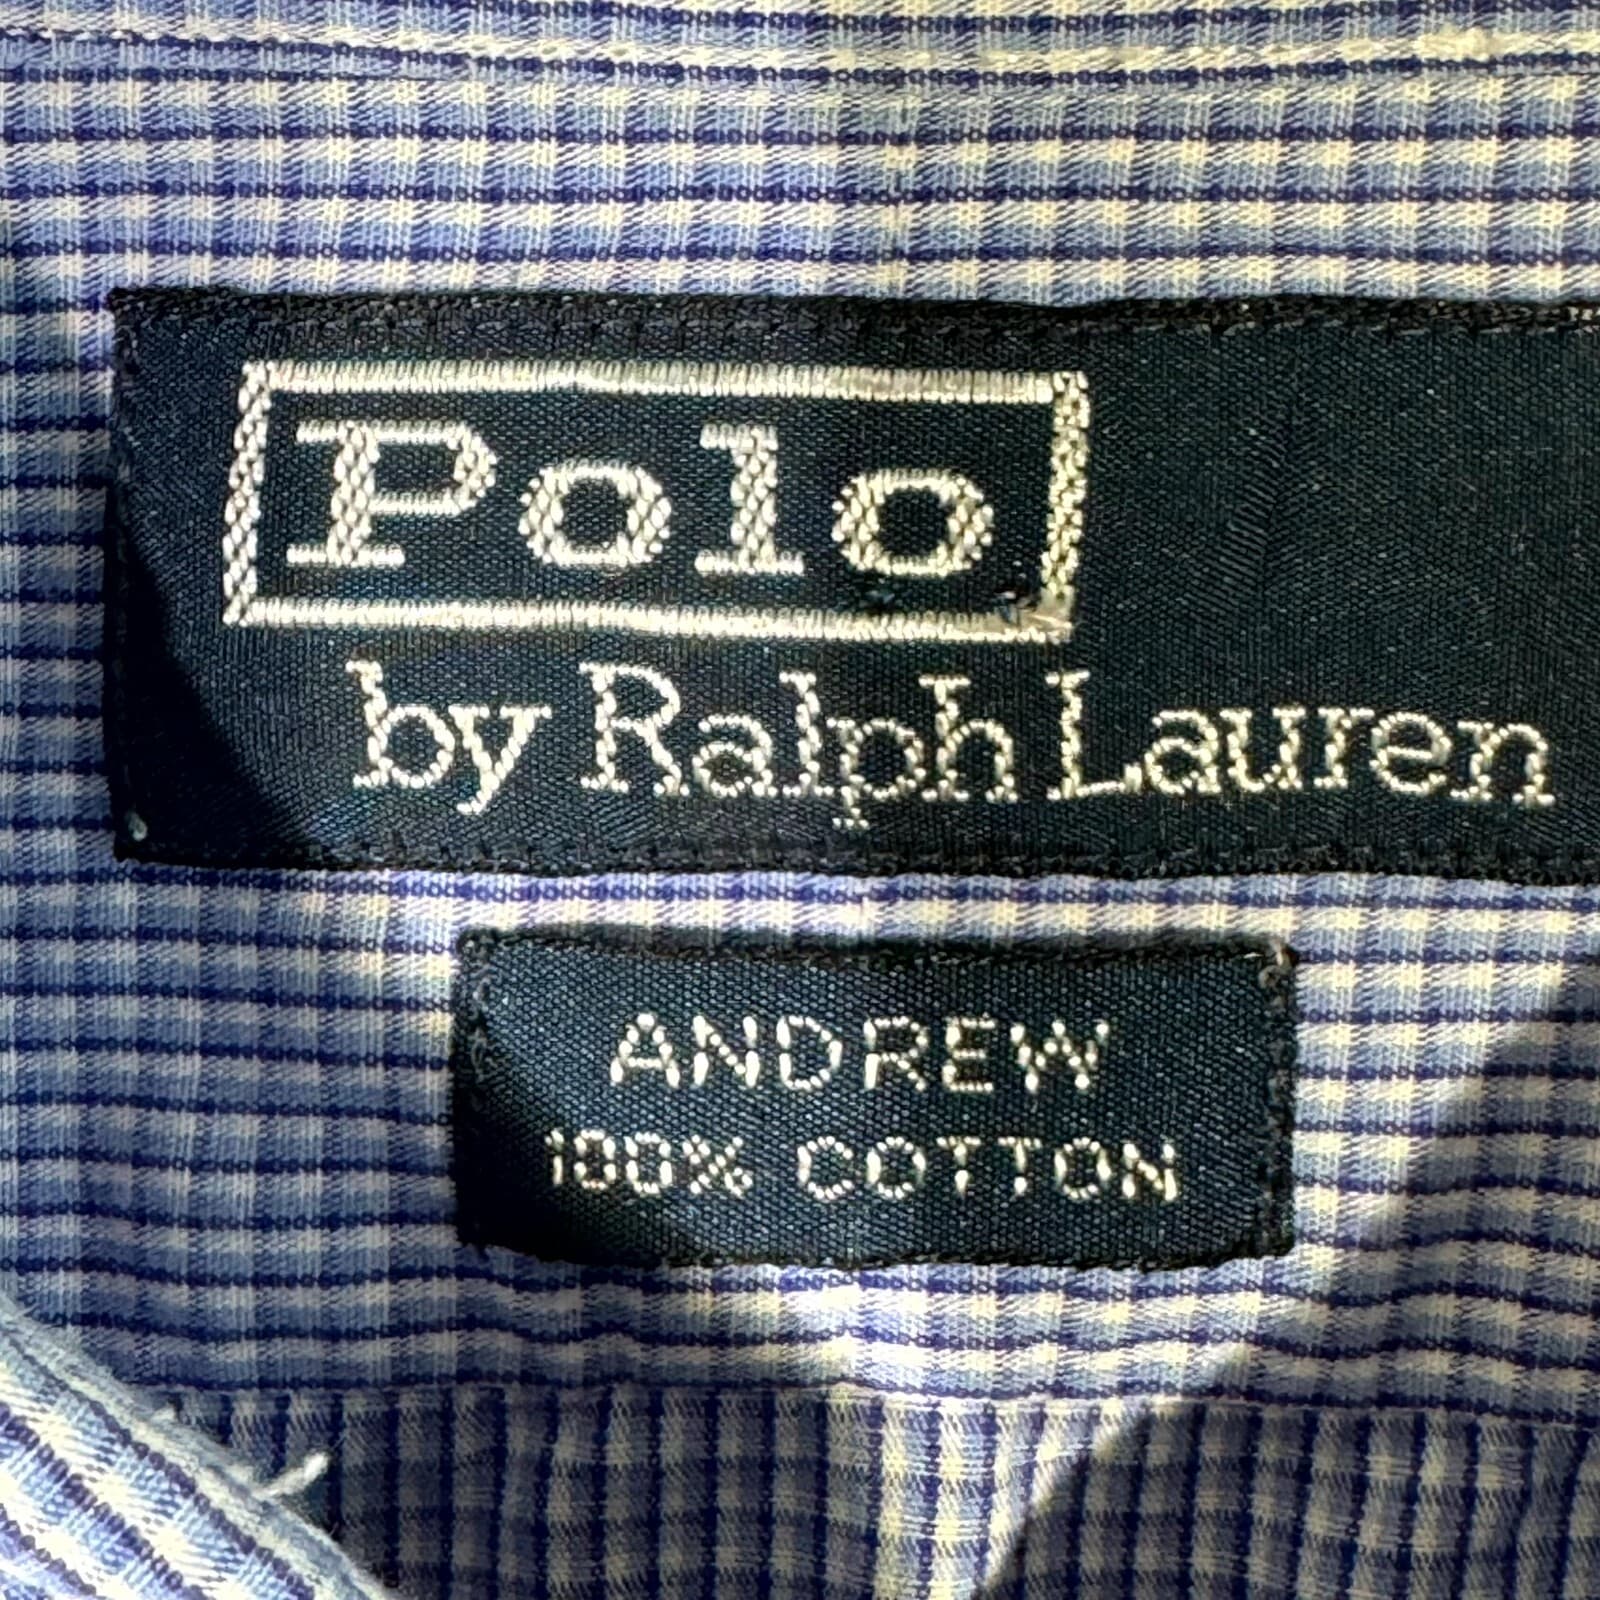 Polo
by Ralph Lauren
ANDREW
100% COTTON